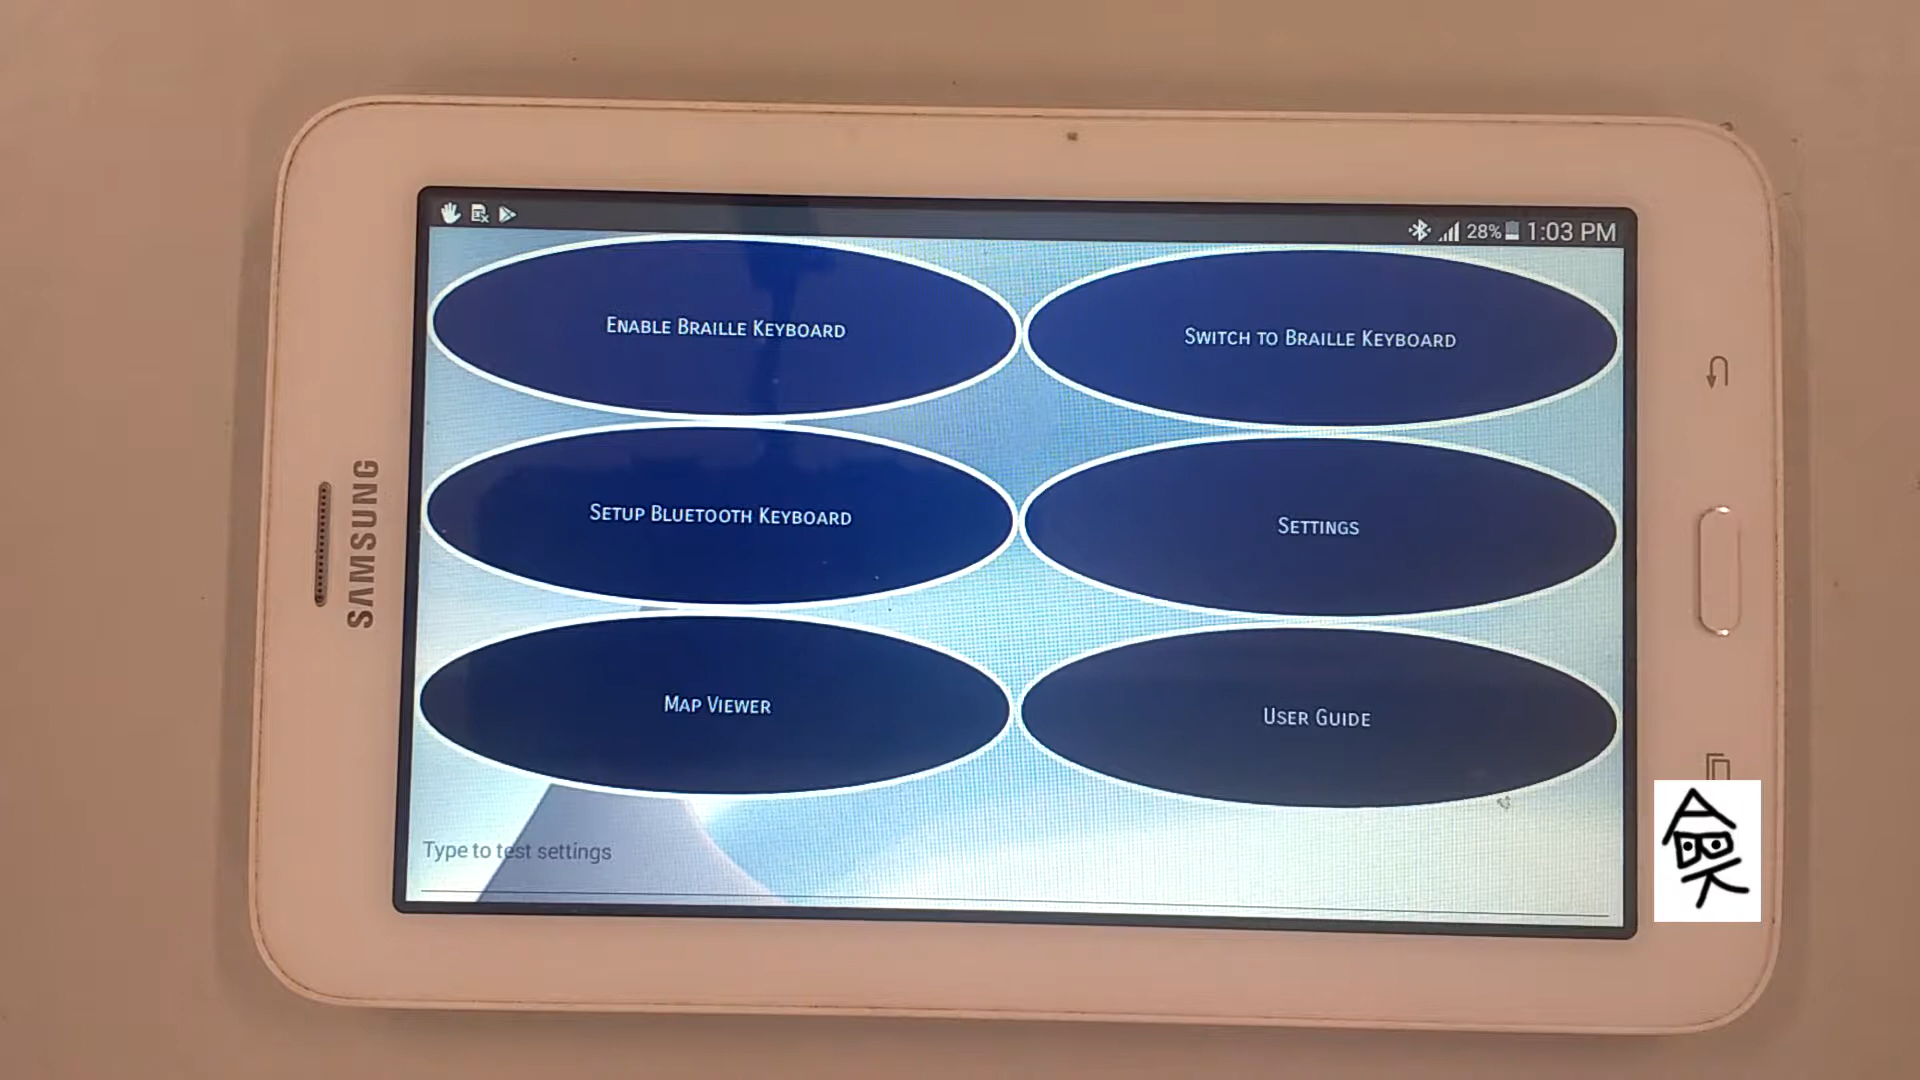 28% 1:03 PM
ENABLE BRAILLE KEYBOARD
SWITCH TO BRAILLE KEYBOARD
SETUP BLUETOOTH KEYBOARD
SETTINGS
MAP VIEWER
USER GUIDE
Type to test settings
SAMSUNG